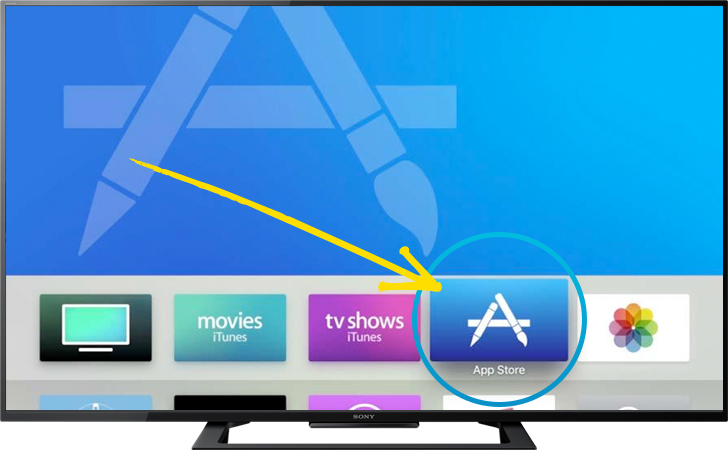 movies
iTunes
tv shows
iTunes
App Store
SONY